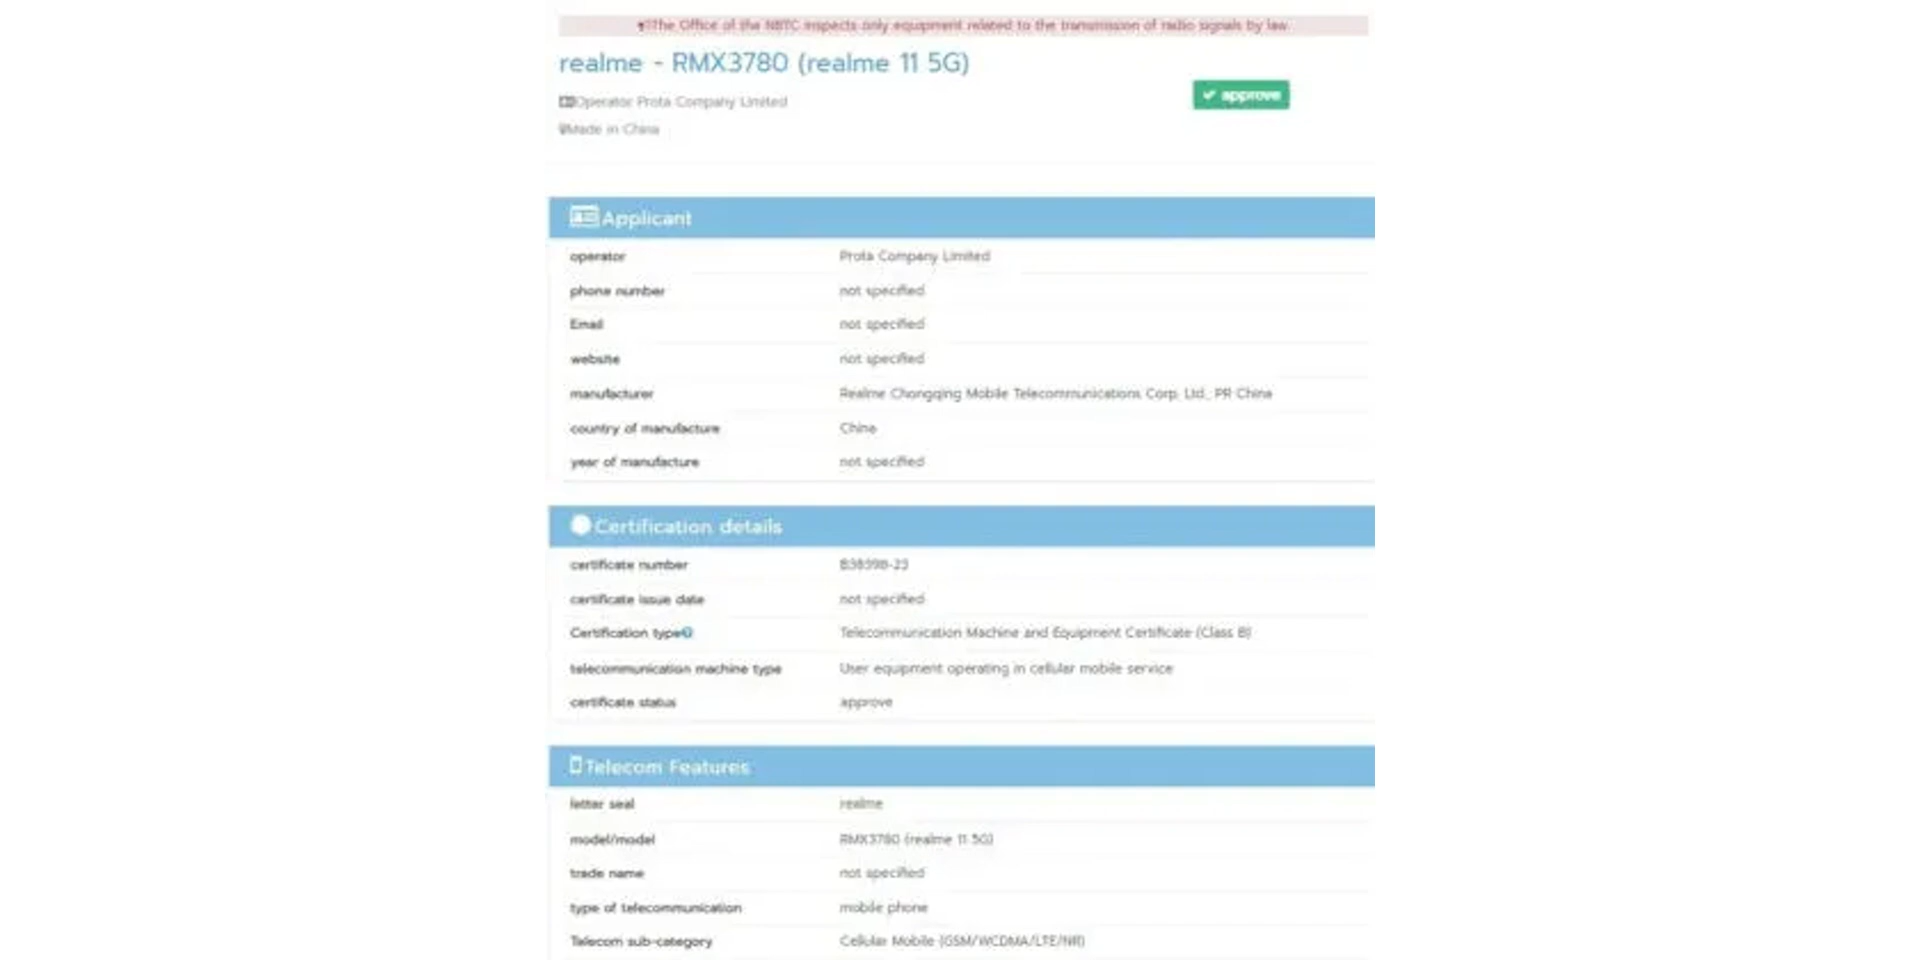 The Office of the NBTC inspects only equipment related to the transmission of radio signals by law.
realme - RMX3780 (realme 11 5G)
approve
Operator Prota Company Limited
Made in China
Applicant
operator Prota Company Limited
phone number not specified
Email not specified
website not specified
manufacturer Realme Chongqing Mobile Telecommunications Corp. Ltd., PR China
country of manufacture China
year of manufacture not specified
Certification details
certificate number
certificate issue date not specified
Certification type Telecommunication Machine and Equipment Certificate (Class B)
telecommunication machine type User equipment operating in cellular mobile service
certificate status approve
Telecom Features
letter seal realme
model/model RMX3780 (realme 11 5G)
trade name not specified
type of telecommunication mobile phone
Telecom sub-category Cellular Mobile (GSM/WCDMA/LTE/NR)